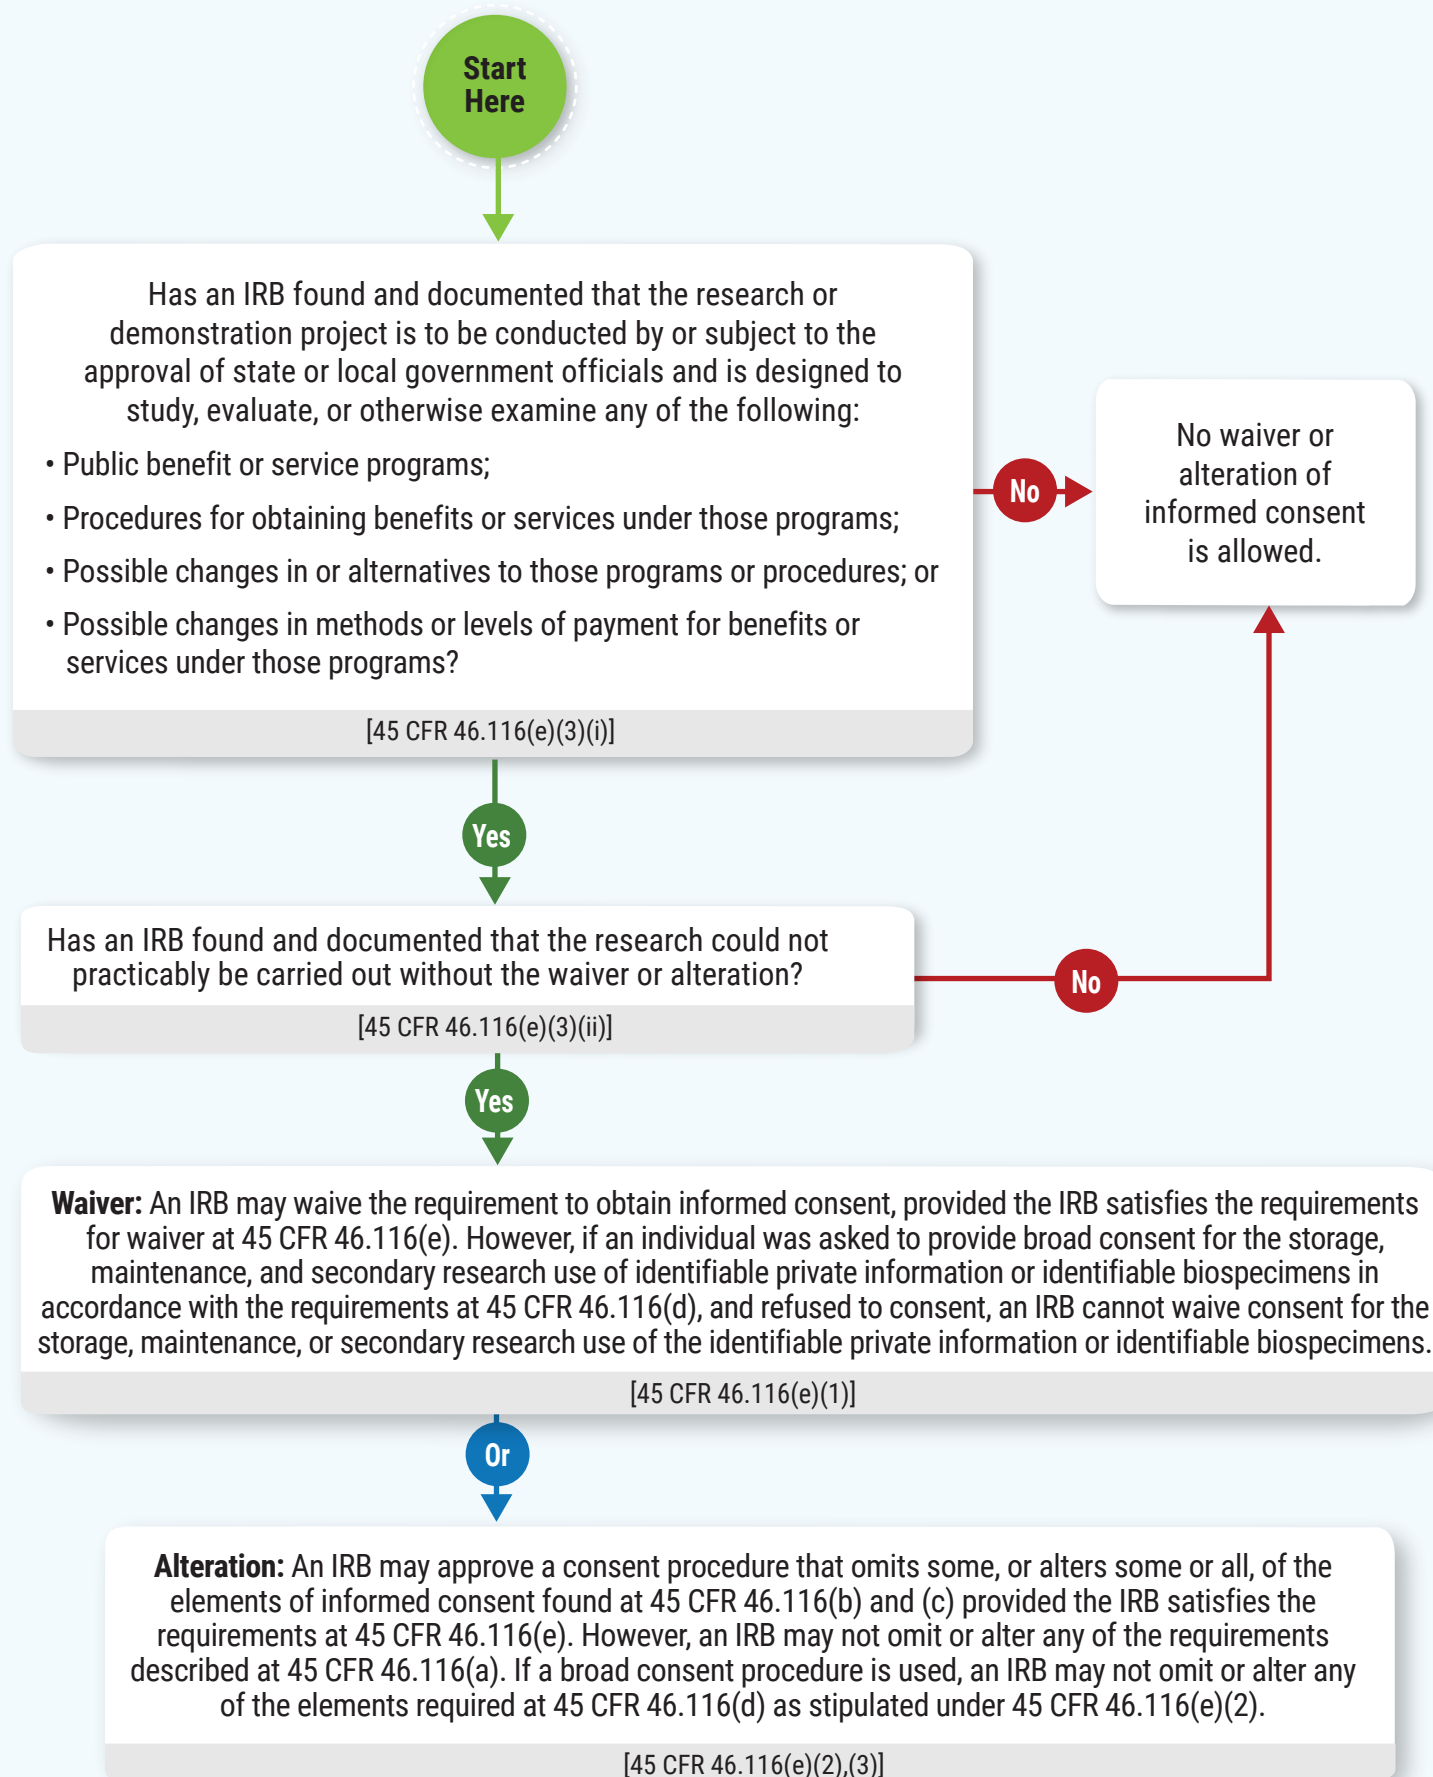 Start
Here
Has an IRB found and documented that the research or
demonstration project is to be conducted by or subject to the
approval of state or local government officials and is designed to
study, evaluate, or otherwise examine any of the following:
• Public benefit or service programs;
• Procedures for obtaining benefits or services under those programs;
• Possible changes in or alternatives to those programs or procedures; or
• Possible changes in methods or levels of payment for benefits or
services under those programs?
[45 CFR 46.116(e)(3)(i)]
No
No waiver or
alteration of
informed consent
is allowed.
Yes
Has an IRB found and documented that the research could not
practicably be carried out without the waiver or alteration?
[45 CFR 46.116(e)(3)(ii)]
No
Yes
Waiver: An IRB may waive the requirement to obtain informed consent, provided the IRB satisfies the requirements
for waiver at 45 CFR 46.116(e). However, if an individual was asked to provide broad consent for the storage,
maintenance, and secondary research use of identifiable private information or identifiable biospecimens in
accordance with the requirements at 45 CFR 46.116(d), and refused to consent, an IRB cannot waive consent for the
storage, maintenance, or secondary research use of the identifiable private information or identifiable biospecimens.
[45 CFR 46.116(e)(1)]
Or
Alteration: An IRB may approve a consent procedure that omits some, or alters some or all, of the
elements of informed consent found at 45 CFR 46.116(b) and (c) provided the IRB satisfies the
requirements at 45 CFR 46.116(e). However, an IRB may not omit or alter any of the requirements
described at 45 CFR 46.116(a). If a broad consent procedure is used, an IRB may not omit or alter any
of the elements required at 45 CFR 46.116(d) as stipulated under 45 CFR 46.116(e)(2).
[45 CFR 46.116(e)(2),(3)]